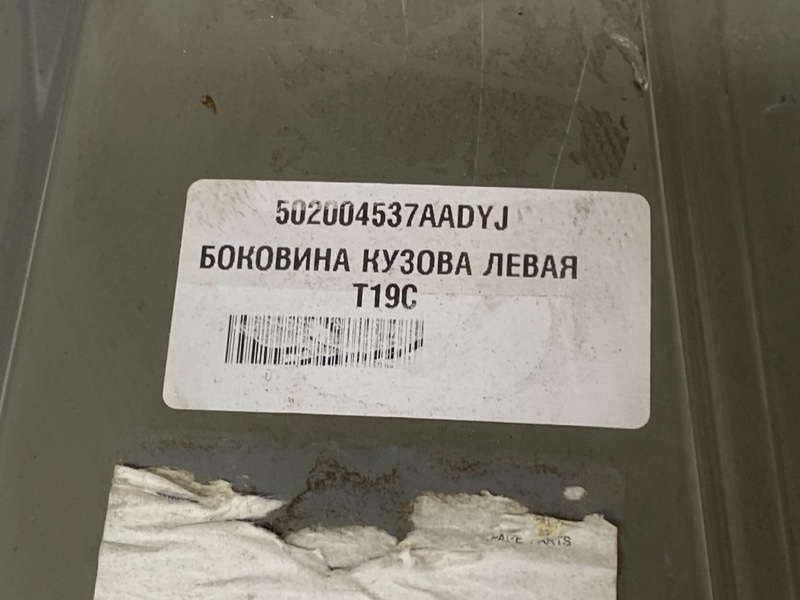 502004537AADYJ
БОКОВИНА КУЗОВА ЛЕВАЯ
T19C